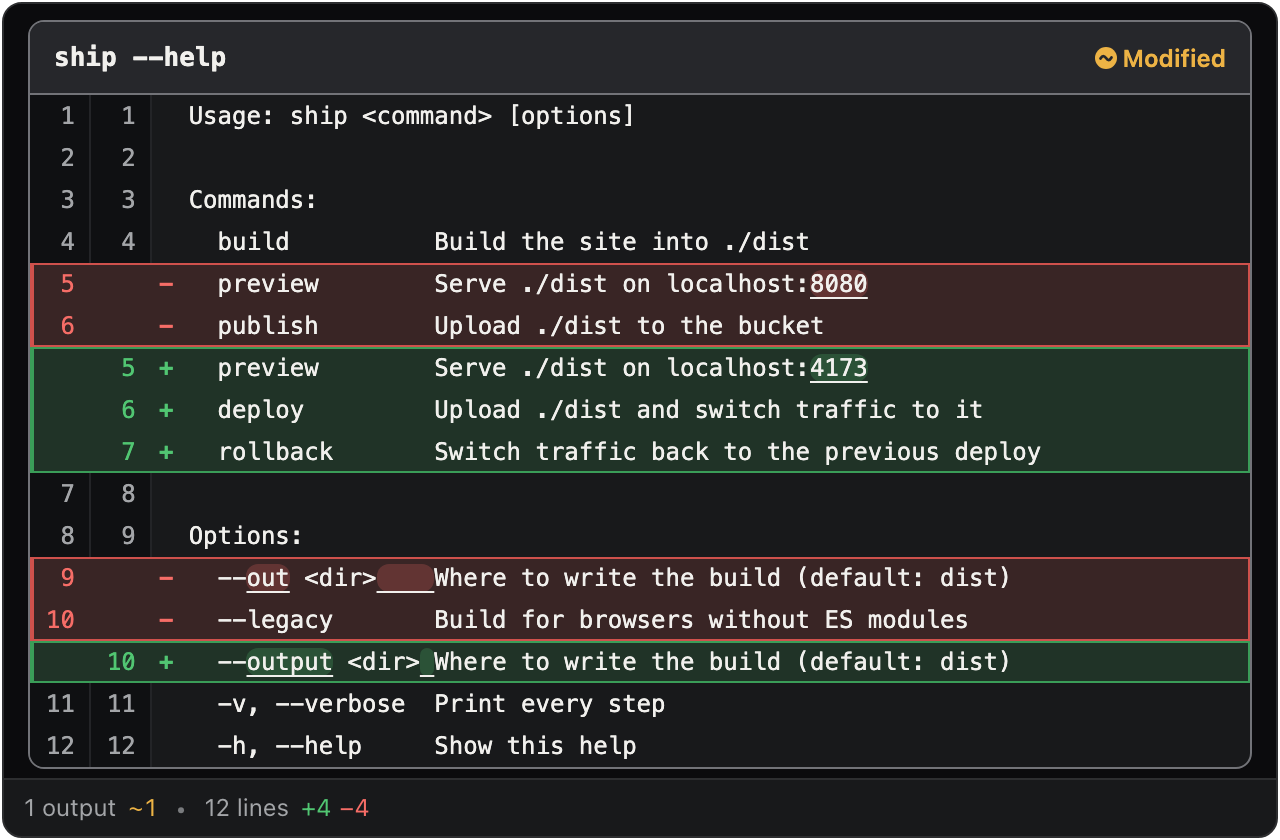 ship --help
Modified
1 1 Usage: ship <command> [options]
2 2
3 3 Commands:
4 4 build Build the site into ./dist
5 - preview Serve ./dist on localhost:8080
6 - publish Upload ./dist to the bucket
5 + preview Serve ./dist on localhost:4173
6 + deploy Upload ./dist and switch traffic to it
7 + rollback Switch traffic back to the previous deploy
7 8
8 9 Options:
9 - --out <dir> Where to write the build (default: dist)
10 - --legacy Build for browsers without ES modules
10 + --output <dir> Where to write the build (default: dist)
11 11 -v, --verbose Print every step
12 12 -h, --help Show this help
1 output ~1 • 12 lines +4 −4